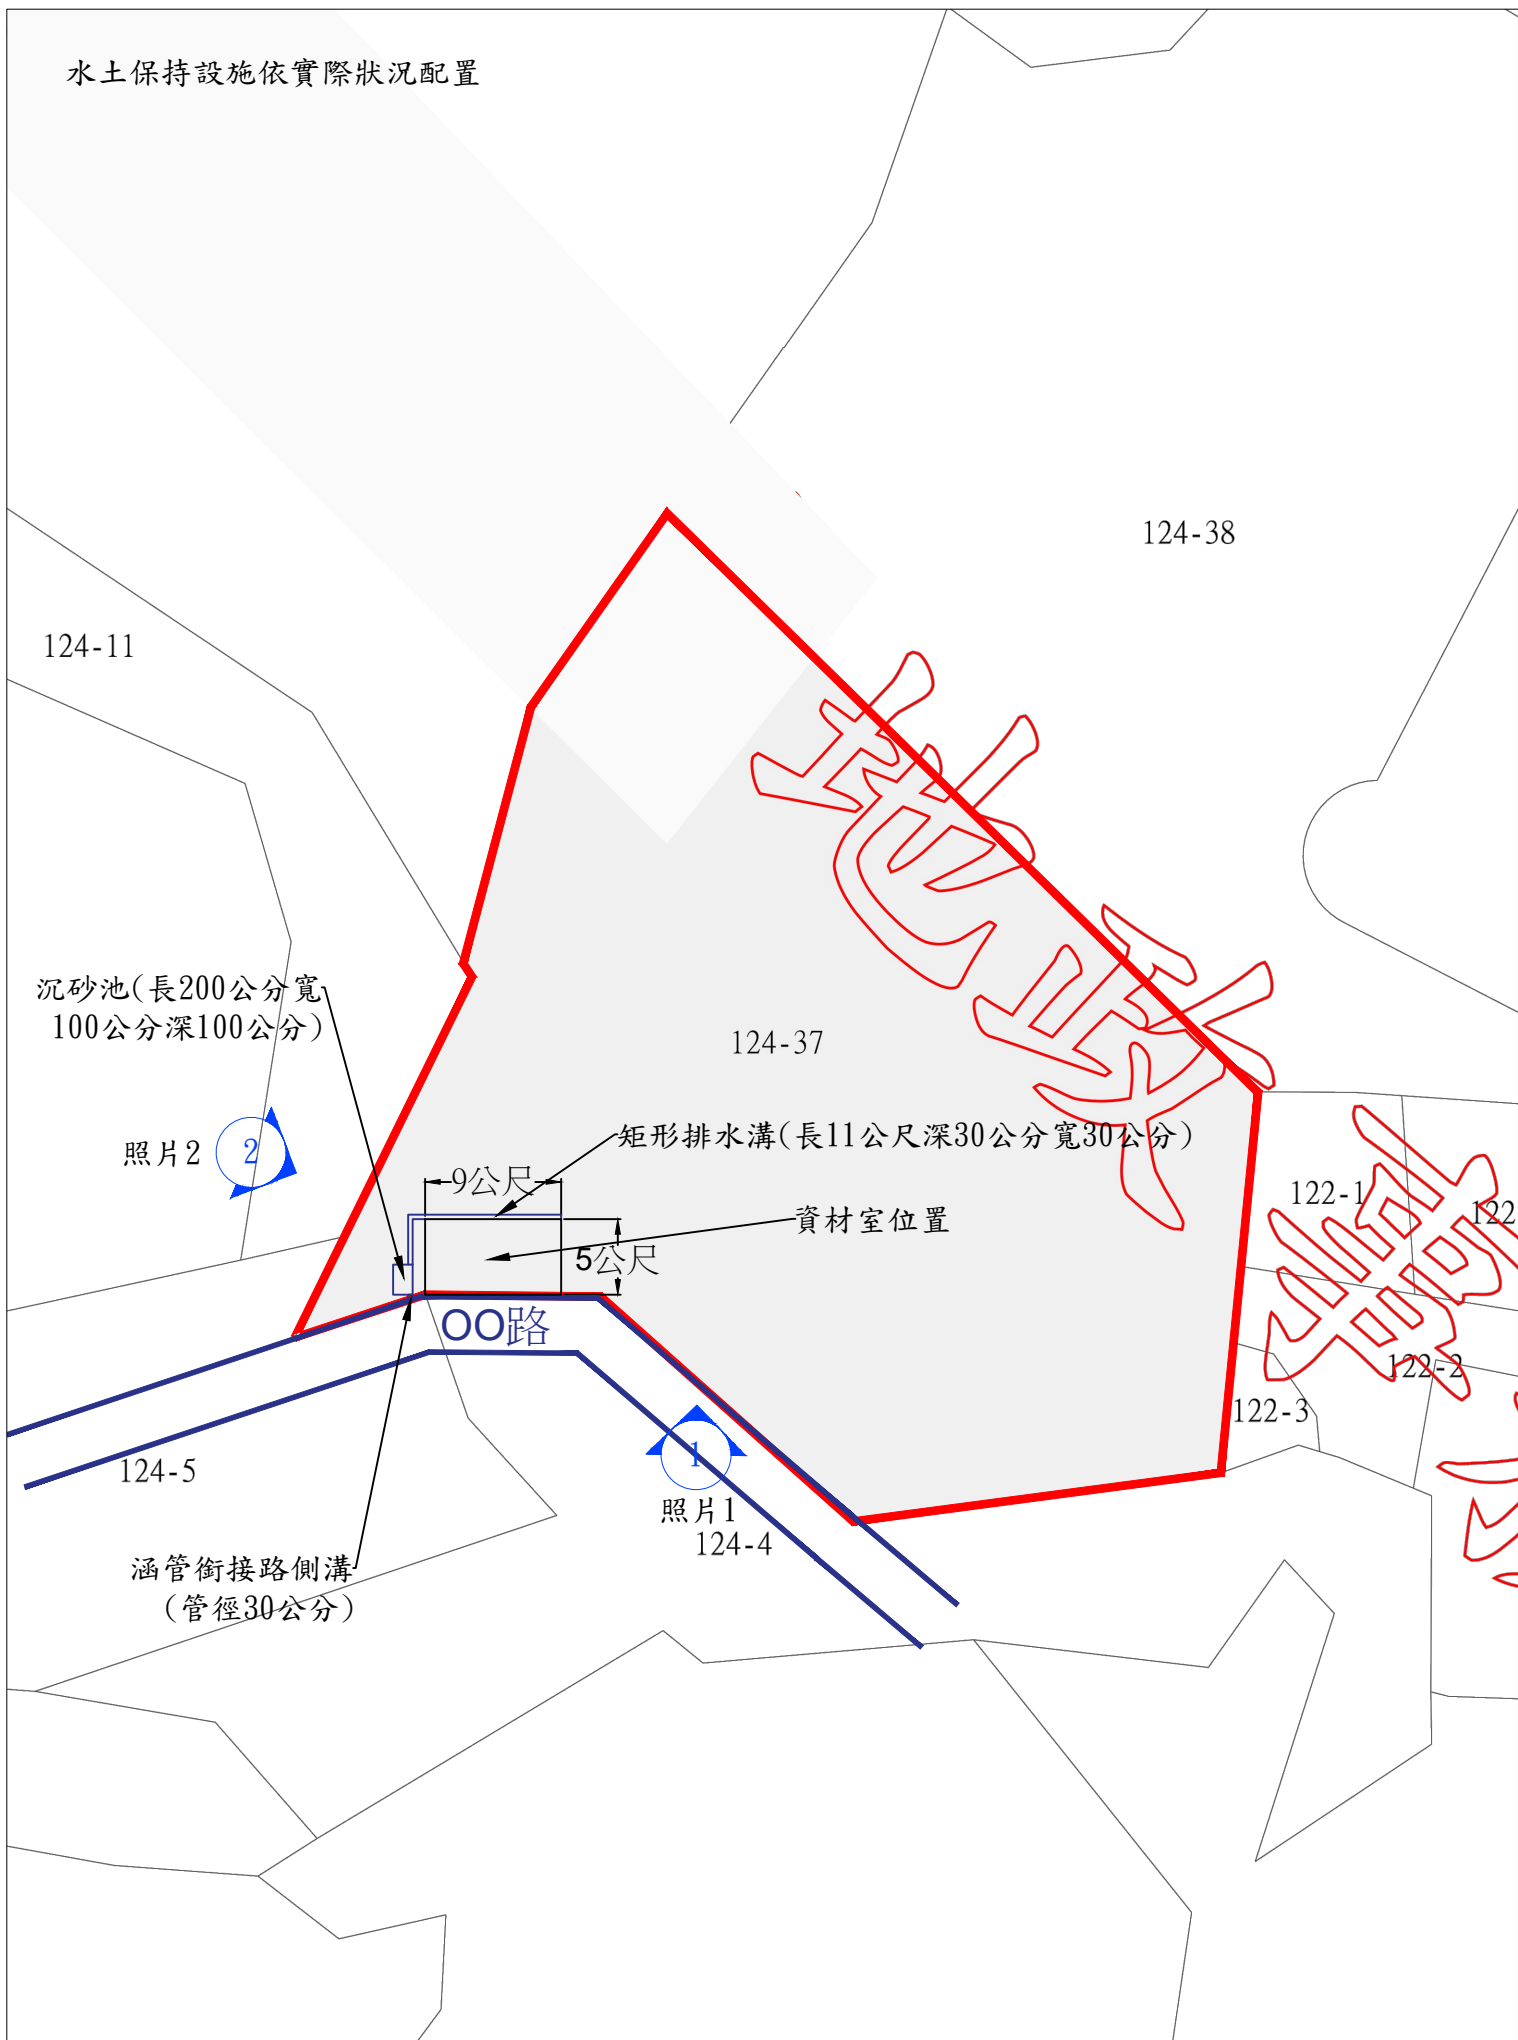 水土保持設施依實際狀況配置
124-38
124-11
沉砂池(長200公分寬
100公分深100公分)
124-37
矩形排水溝(長11公尺深30公分寬30公分)
照片2
2
9公尺
資材室位置
5公尺
OO路
122-1
122
122-2
122-3
124-5
1
照片1
124-4
涵管銜接路側溝
(管徑30公分)